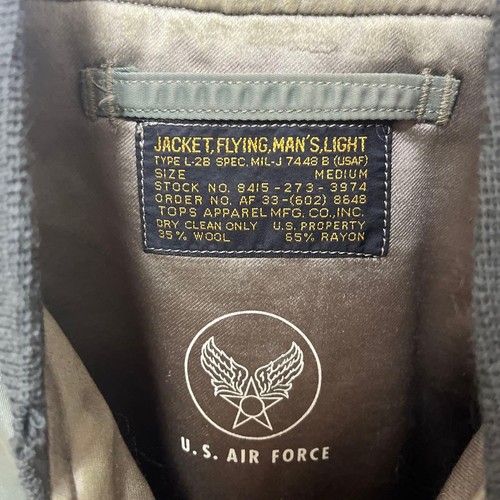 JACKET, FLYING, MAN'S, LIGHT
TYPE L-2B SPEC. MIL-J 7448 B (USAF)
SIZE MEDIUM
STOCK NO. 8415-273-3974
ORDER NO. AF 33-(602) 8648
TOPS APPAREL MFG. CO., INC.
DRY CLEAN ONLY U.S. PROPERTY
35% WOOL 65% RAYON
U.S. AIR FORCE